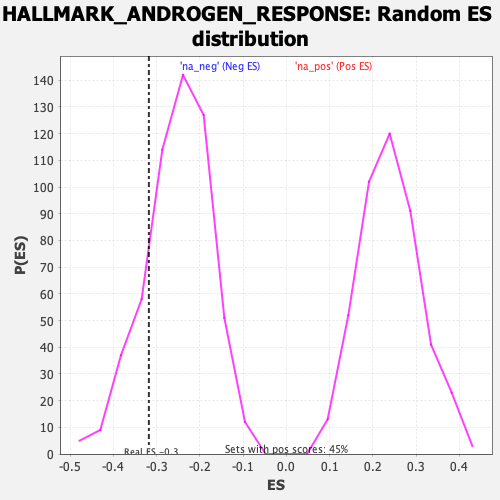 HALLMARK_ANDROGEN_RESPONSE: Random ES
distribution
'na_neg' (Neg ES) 'na_pos' (Pos ES)
140
130
120
110
100
90
80
70
60
50
40
30
20
10
0
P(ES)
Real ES -0.3
Sets with pos scores: 45%
-0.5 -0.4 -0.3 -0.2 -0.1 0.0 0.1 0.2 0.3 0.4
ES